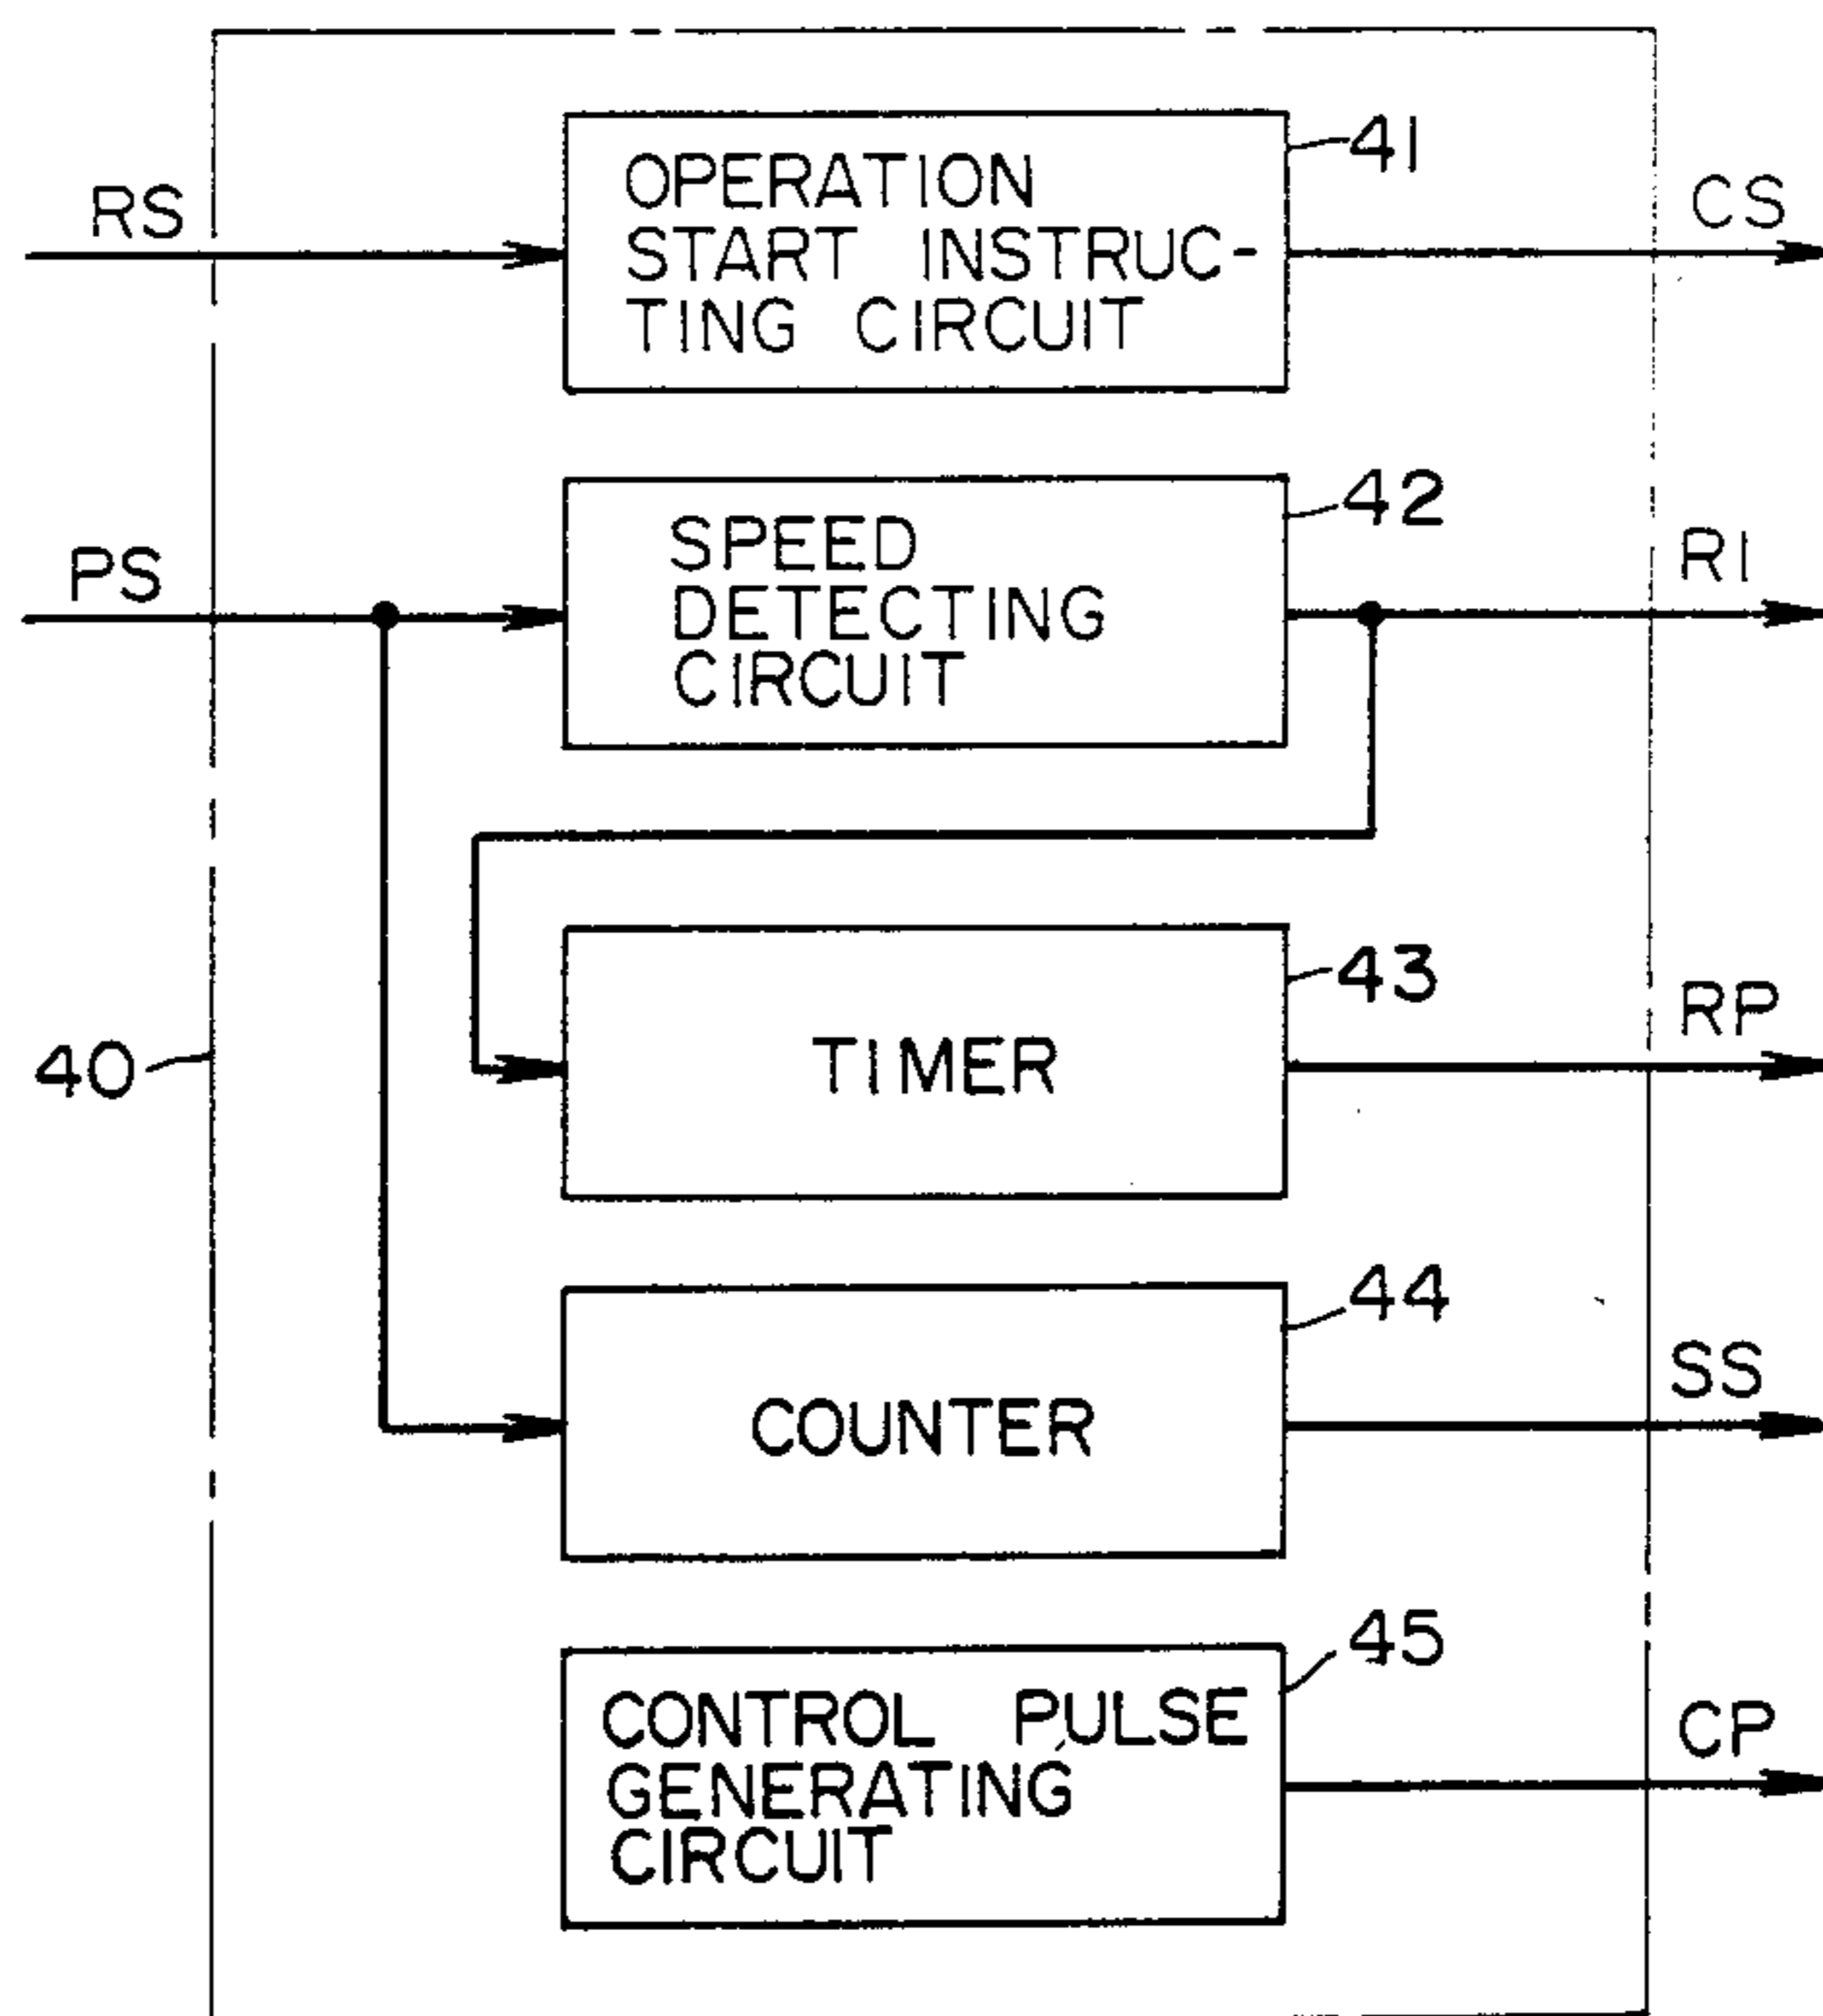 41
OPERATION
START INSTRUC-
TING CIRCUIT
RS
CS
42
SPEED
DETECTING
CIRCUIT
PS
RI
43
TIMER
RP
40
44
COUNTER
SS
45
CONTROL PULSE
GENERATING
CIRCUIT
CP